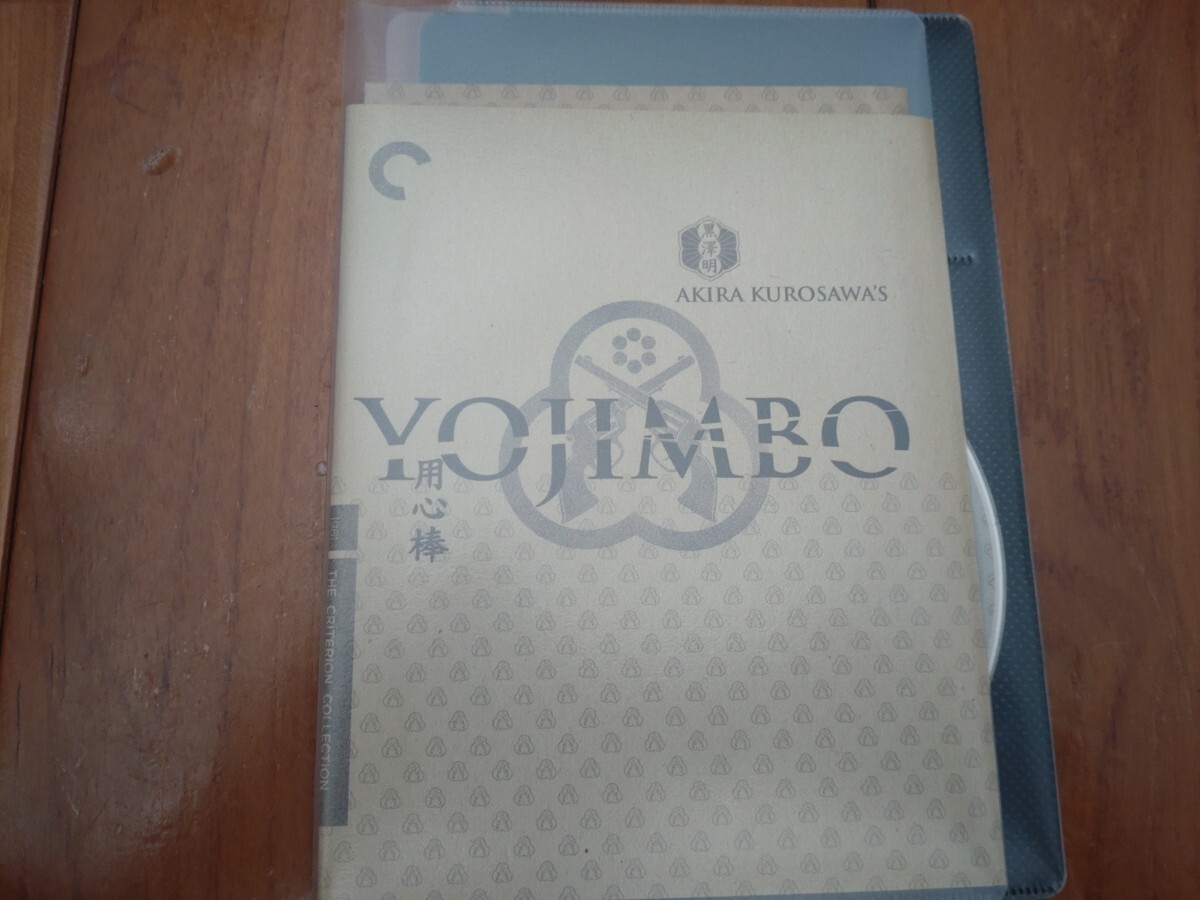 黒澤明
AKIRA KUROSAWA'S
YOJIMBO
用心棒
THE CRITERION COLLECTION